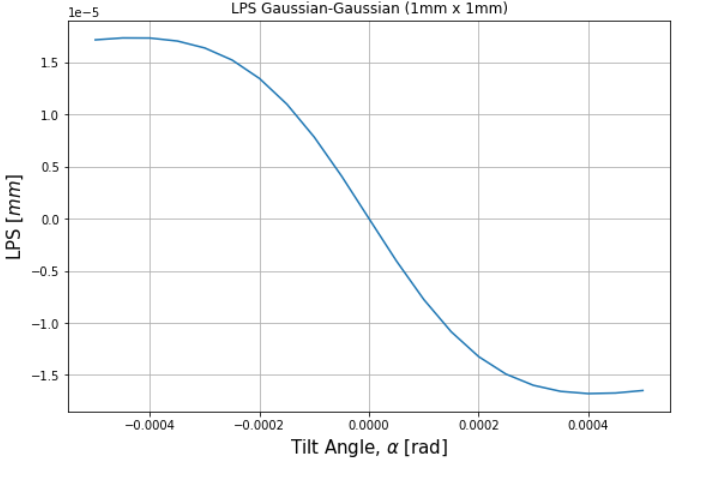 LPS Gaussian-Gaussian (1mm x 1mm)
1e−5
1.5
1.0
0.5
0.0
−0.5
−1.0
−1.5
LPS [mm]
−0.0004 −0.0002 0.0000 0.0002 0.0004
Tilt Angle, α [rad]